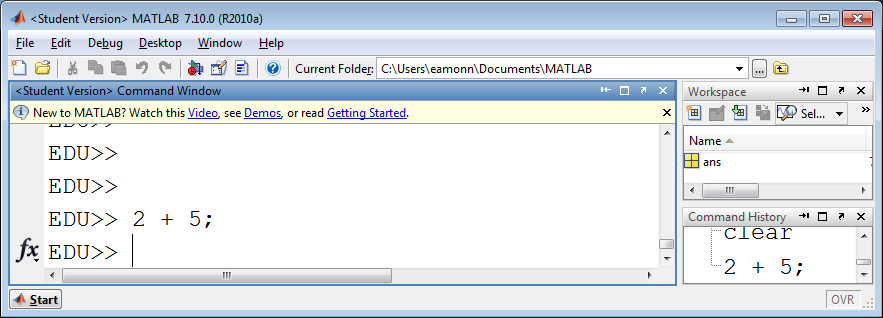 <Student Version> MATLAB 7.10.0 (R2010a)
File Edit Debug Desktop Window Help
Current Folder: C:\Users\eamonn\Documents\MATLAB ...
<Student Version> Command Window
New to MATLAB? Watch this Video, see Demos, or read Getting Started.
EDU>>
EDU>>
EDU>> 2 + 5;
fx EDU>>
Workspace
Sel... »
Name
ans
Command History
clear
2 + 5;
Start
OVR